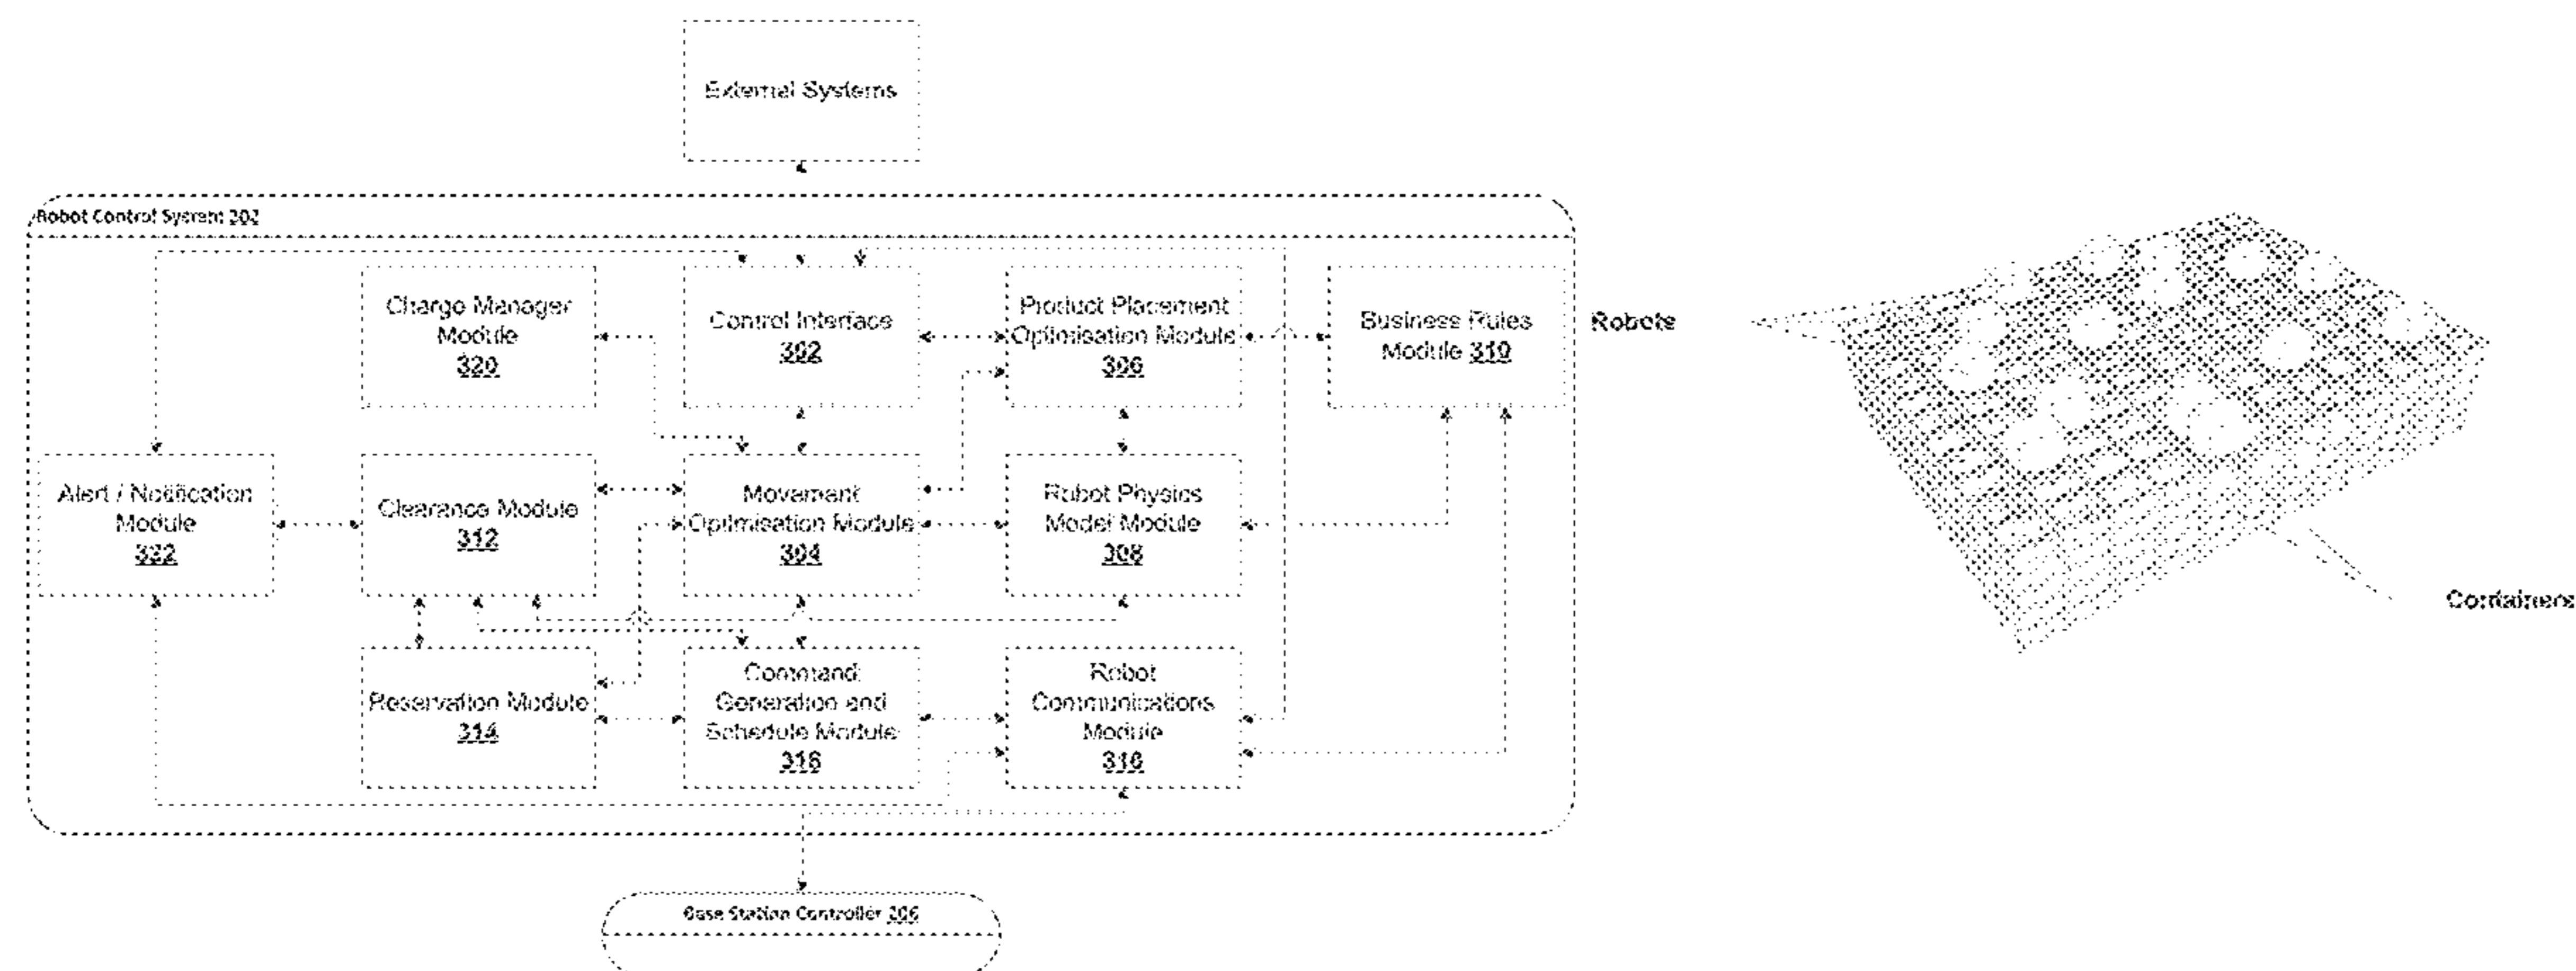 External Systems
Robot Control System 202
Charge Manager
Module
320
Control Interface
302
Product Placement
Optimisation Module
306
Business Rules
Module 310
Robots
Alert / Notification
Module
322
Clearance Module
312
Movement
Optimisation Module
304
Robot Physics
Model Module
308
Containers
Reservation Module
314
Command
Generation and
Schedule Module
316
Robot
Communications
Module
318
Base Station Controller 206